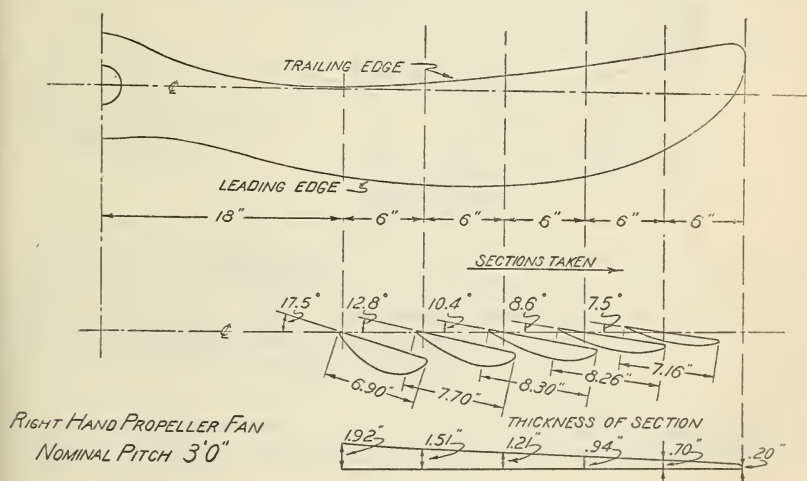 TRAILING EDGE
℄
LEADING EDGE
18" 6" 6" 6" 6" 6"
SECTIONS TAKEN
17.5° 12.8° 10.4° 8.6° 7.5°
℄
6.90" 7.70" 8.30" 8.26" 7.16"
RIGHT HAND PROPELLER FAN
NOMINAL PITCH 3'0"
THICKNESS OF SECTION
1.92" 1.51" 1.21" .94" .70" .20"